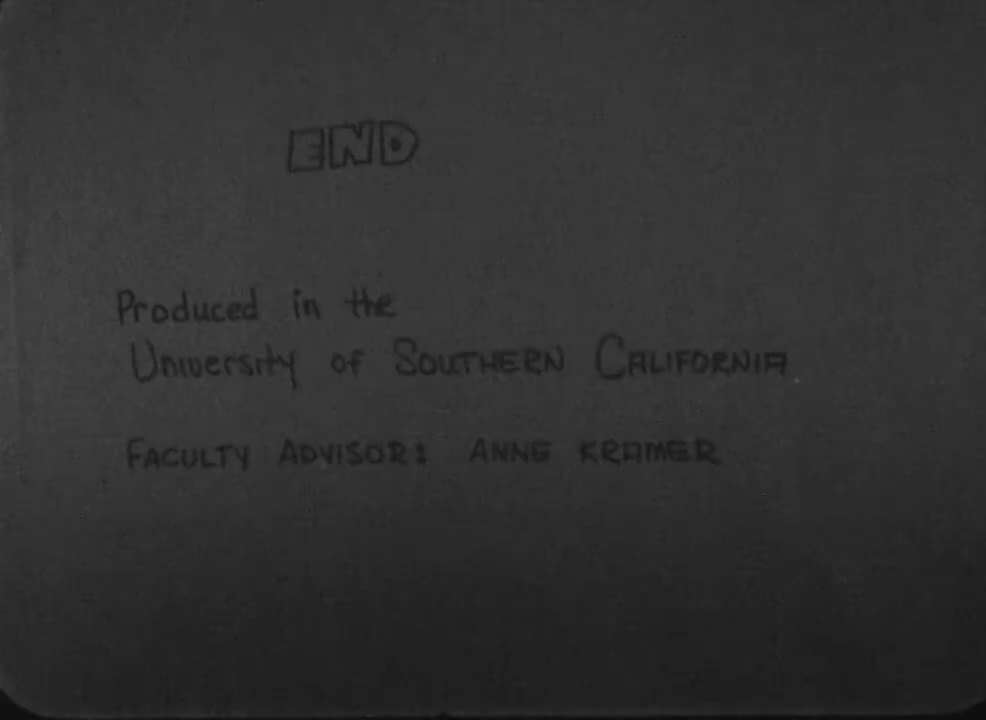 END
Produced in the
University of SOUTHERN CALIFORNIA
FACULTY ADVISOR: ANNE KRAMER